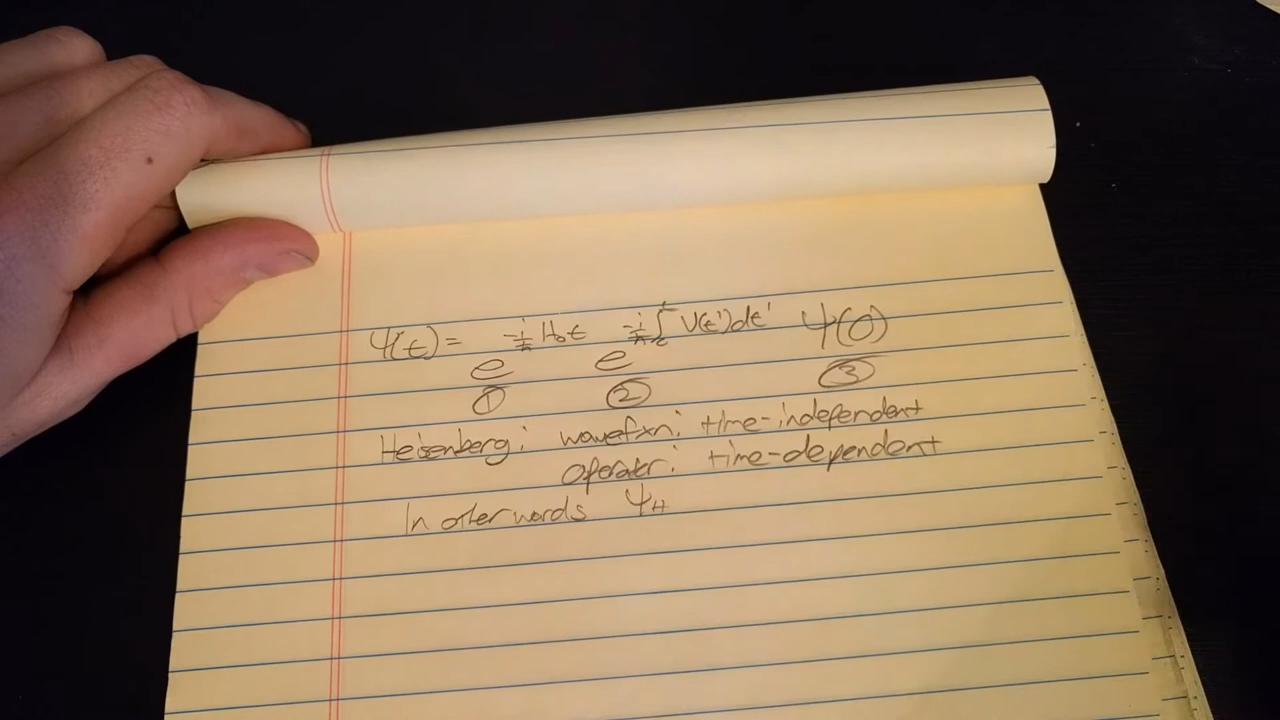 ψ(t) = e^{-i/ħ H₀t} e^{-i/ħ ∫₀ᵗ V(t')dt'} ψ(0)
① ② ③
Heisenberg: wavefxn: time-independent
operator: time-dependent
In other words ψ_H